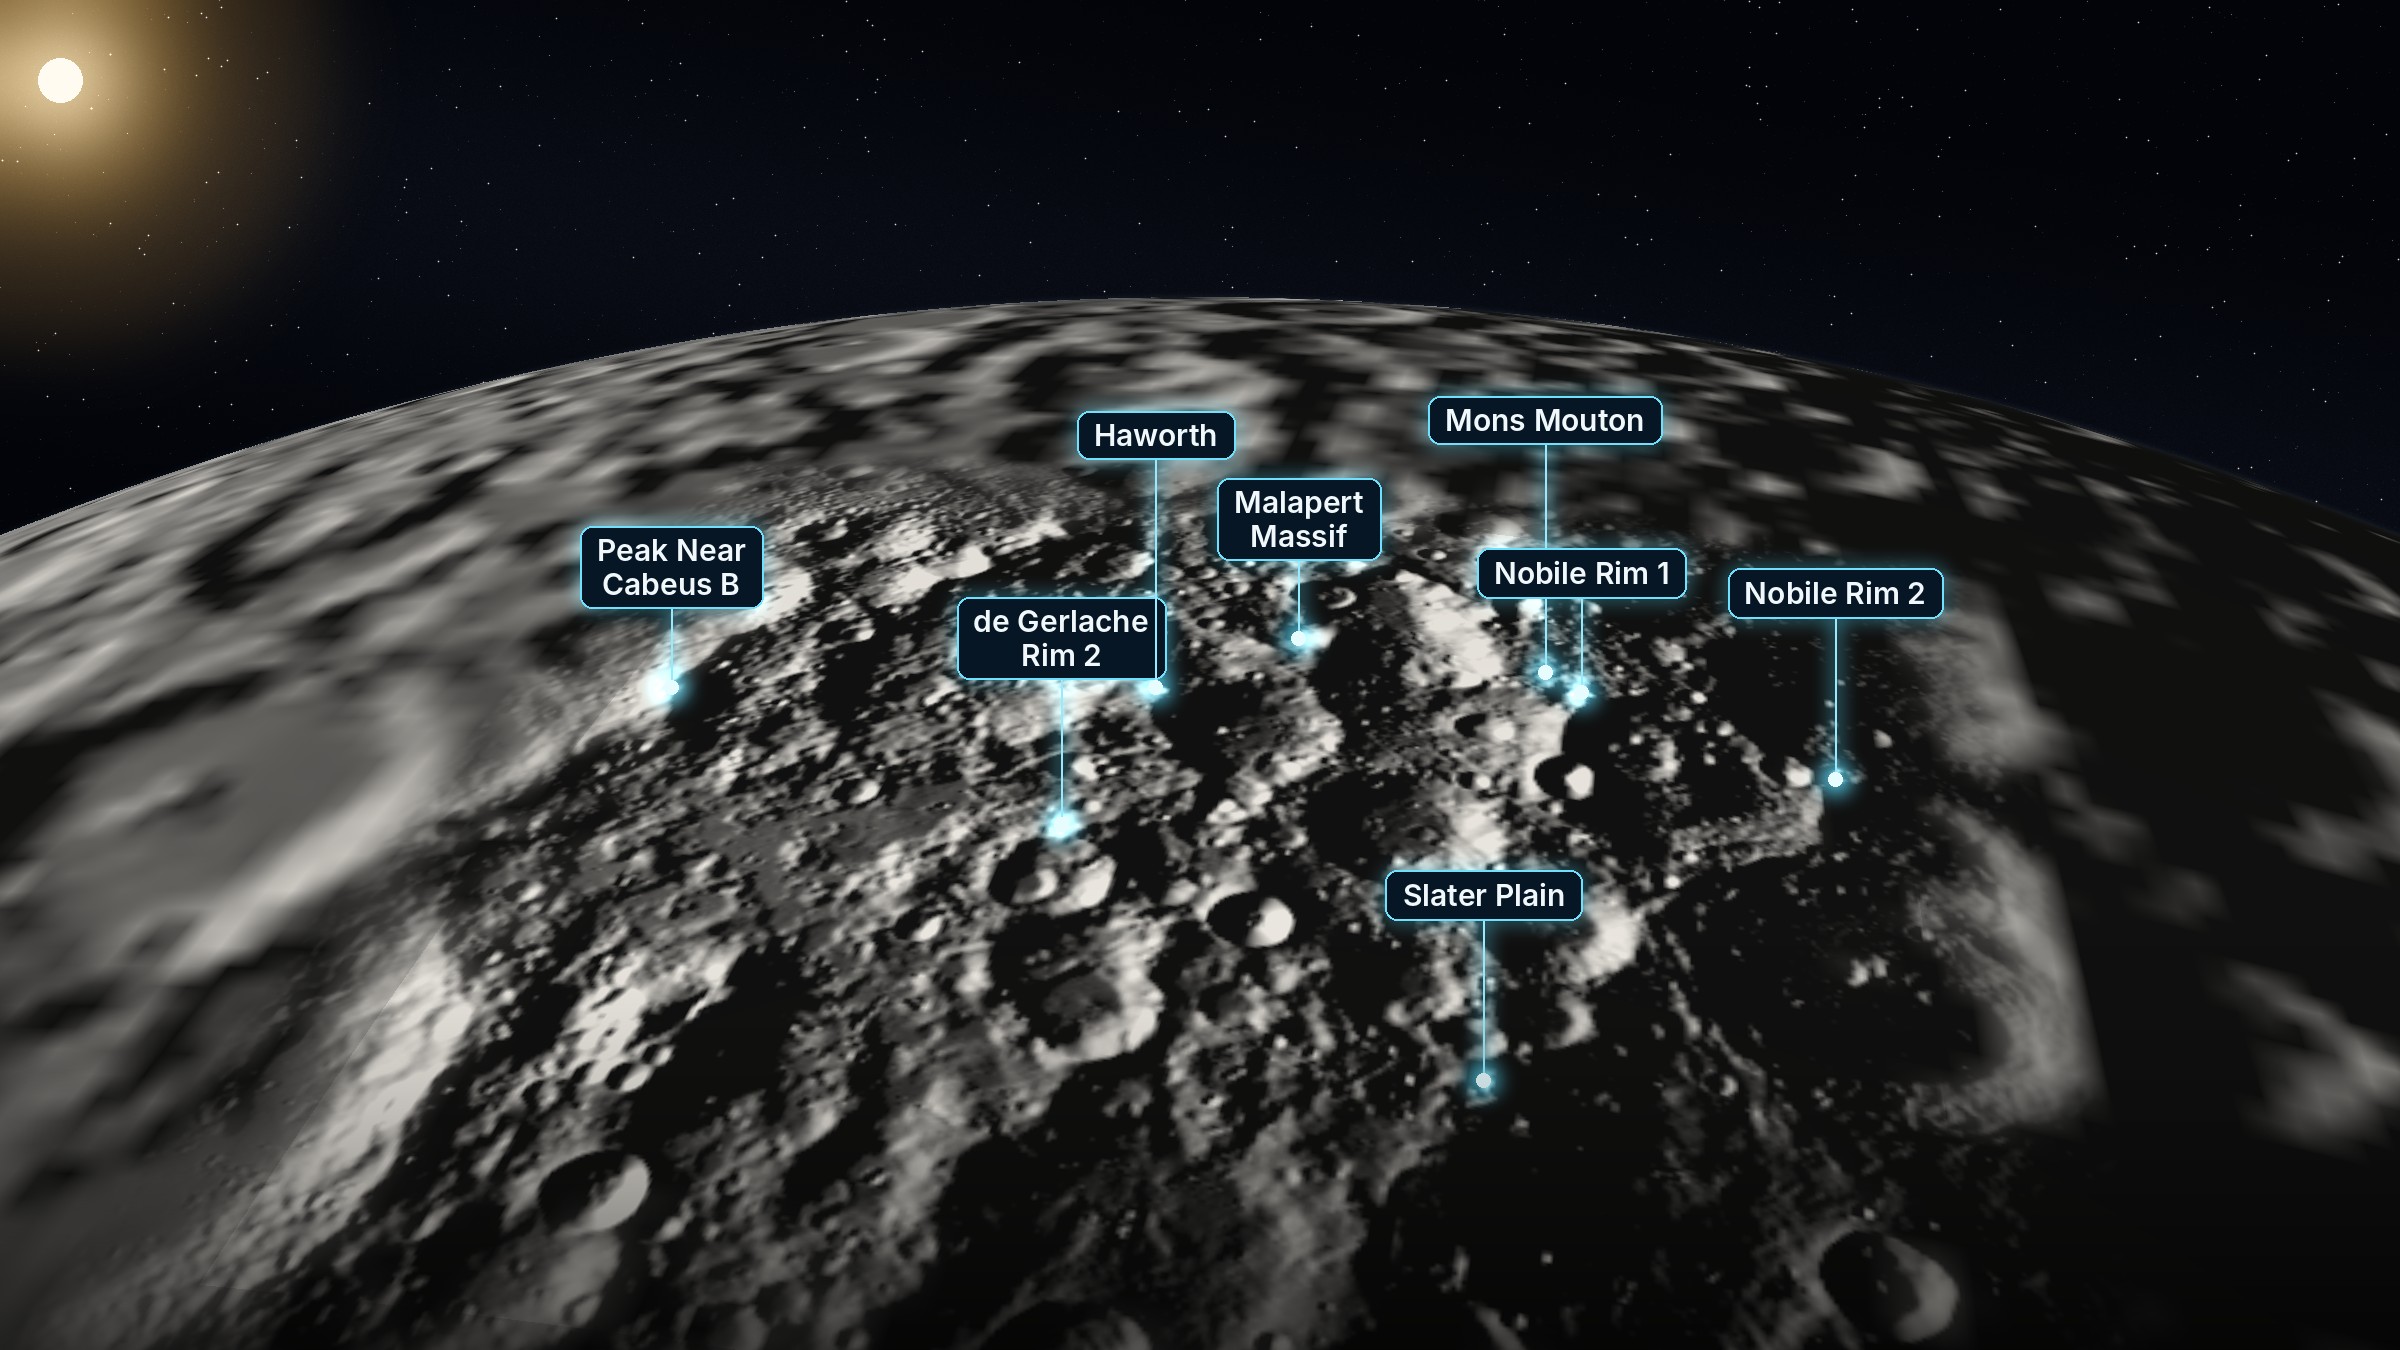 Mons Mouton
Haworth
Malapert
Massif
Peak Near
Cabeus B
Nobile Rim 1
Nobile Rim 2
de Gerlache
Rim 2
Slater Plain